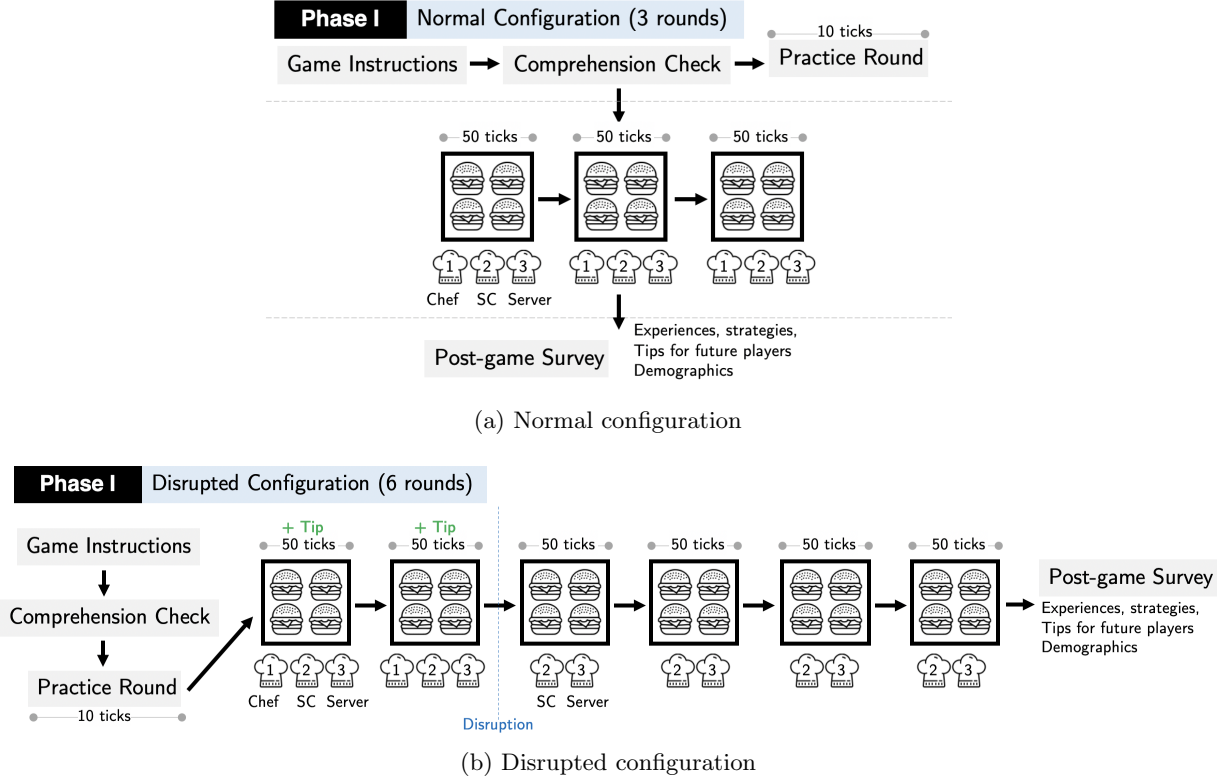 Phase I Normal Configuration (3 rounds)
10 ticks
Game Instructions Comprehension Check Practice Round
50 ticks 50 ticks 50 ticks
1 2 3 1 2 3 1 2 3
Chef SC Server
Post-game Survey
Experiences, strategies,
Tips for future players
Demographics
(a) Normal configuration
Phase I Disrupted Configuration (6 rounds)
Game Instructions
Comprehension Check
Practice Round
10 ticks
+ Tip + Tip
50 ticks 50 ticks 50 ticks 50 ticks 50 ticks 50 ticks
1 2 3 1 2 3 2 3 2 3 2 3 2 3
Chef SC Server SC Server
Disruption
Post-game Survey
Experiences, strategies,
Tips for future players
Demographics
(b) Disrupted configuration